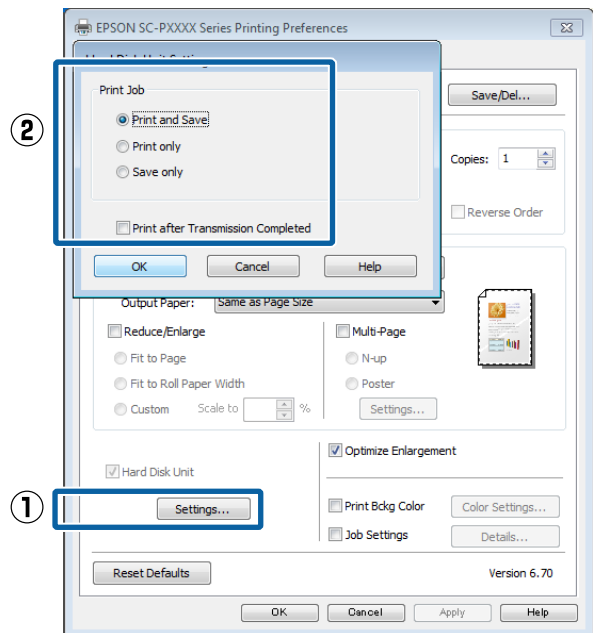 EPSON SC-PXXXX Series Printing Preferences
Print Job
Save/Del...
②
Print and Save
Print only
Copies: 1
Save only
Reverse Order
Print after Transmission Completed
OK Cancel Help
Output Paper: Same as Page Size
Reduce/Enlarge Multi-Page
Fit to Page N-up
Fit to Roll Paper Width Poster
Custom Scale to % Settings...
Optimize Enlargement
Hard Disk Unit
①
Settings... Print Bckg Color Color Settings...
Job Settings Details...
Reset Defaults Version 6.70
OK Cancel Apply Help